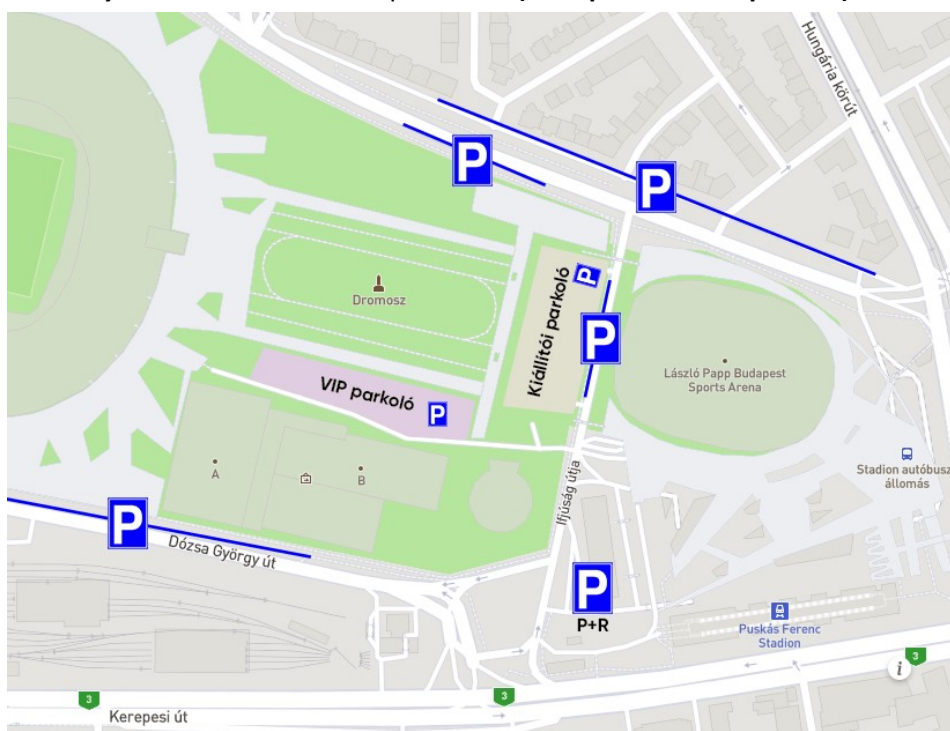 Hungária körút
P
P
P
Kiállítói parkoló
P
Dromosz
László Papp Budapest
Sports Arena
VIP parkoló
P
A
B
Stadion autóbusz
állomás
Ifjúság útja
P
Dózsa György út
P
P+R
Puskás Ferenc
Stadion
i
3
3
3
Kerepesi út